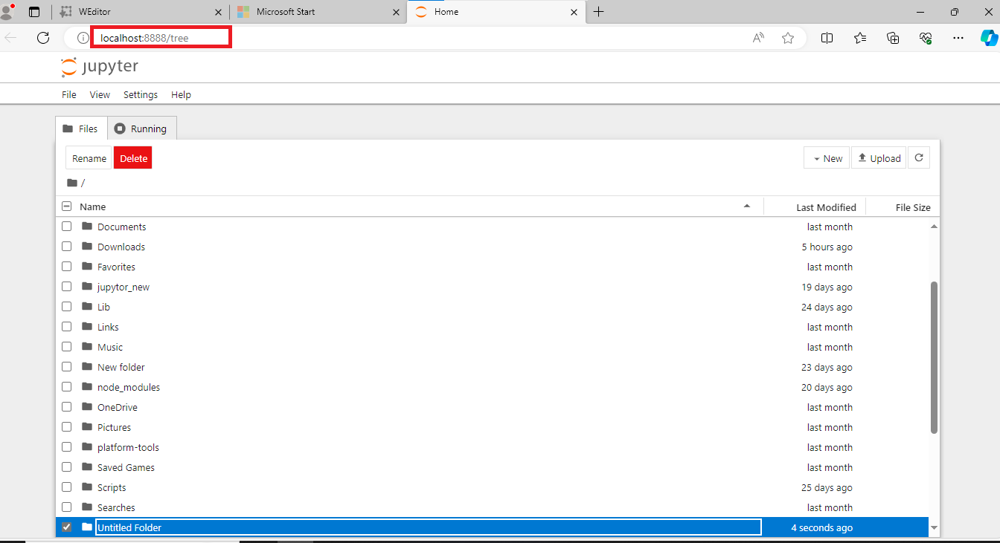 WEditor Microsoft Start Home
localhost:8888/tree
jupyter
File View Settings Help
Files Running
Rename Delete New Upload
/
Name Last Modified File Size
Documents last month
Downloads 5 hours ago
Favorites last month
jupytor_new 19 days ago
Lib 24 days ago
Links last month
Music last month
New folder 23 days ago
node_modules 20 days ago
OneDrive last month
Pictures last month
platform-tools last month
Saved Games last month
Scripts 25 days ago
Searches last month
Untitled Folder 4 seconds ago